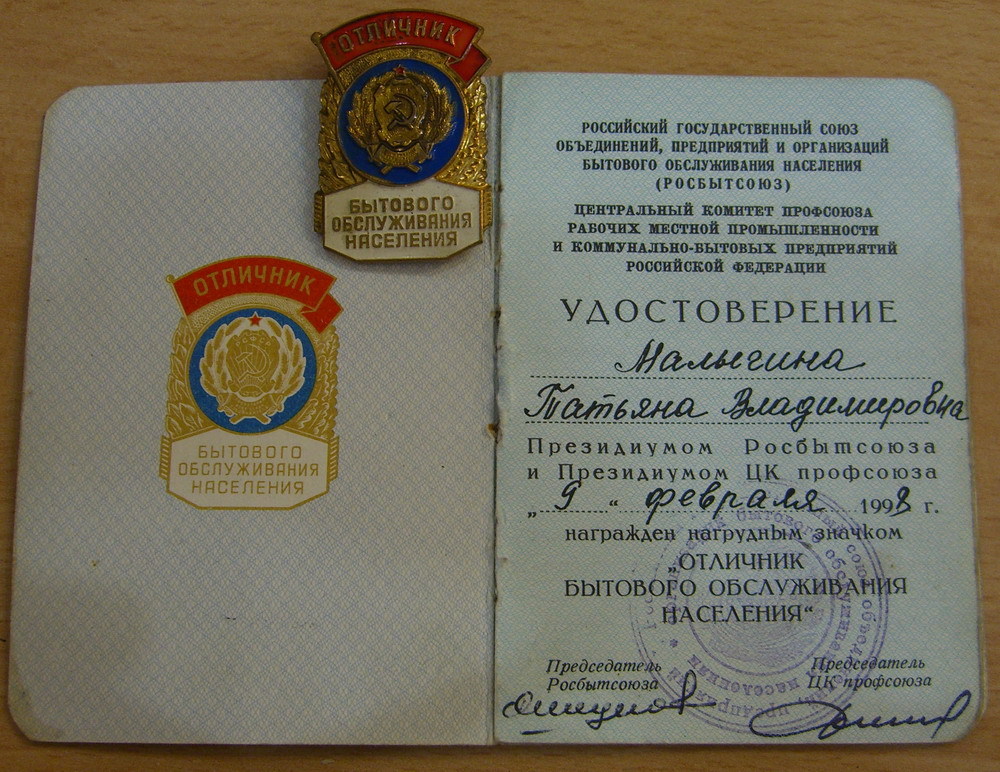 ОТЛИЧНИК
БЫТОВОГО
ОБСЛУЖИВАНИЯ
НАСЕЛЕНИЯ
ОТЛИЧНИК
БЫТОВОГО
ОБСЛУЖИВАНИЯ
НАСЕЛЕНИЯ
РОССИЙСКИЙ ГОСУДАРСТВЕННЫЙ СОЮЗ
ОБЪЕДИНЕНИЙ, ПРЕДПРИЯТИЙ И ОРГАНИЗАЦИЙ
БЫТОВОГО ОБСЛУЖИВАНИЯ НАСЕЛЕНИЯ
(РОСБЫТСОЮЗ)
ЦЕНТРАЛЬНЫЙ КОМИТЕТ ПРОФСОЮЗА
РАБОЧИХ МЕСТНОЙ ПРОМЫШЛЕННОСТИ
И КОММУНАЛЬНО-БЫТОВЫХ ПРЕДПРИЯТИЙ
РОССИЙСКОЙ ФЕДЕРАЦИИ
УДОСТОВЕРЕНИЕ
Малыгина
Татьяна Владимировна
Президиумом Росбытсоюза
и Президиумом ЦК профсоюза
„9“ февраля 1998 г.
награжден нагрудным значком
„ОТЛИЧНИК
БЫТОВОГО ОБСЛУЖИВАНИЯ
НАСЕЛЕНИЯ“
Председатель
Росбытсоюза
Председатель
ЦК профсоюза